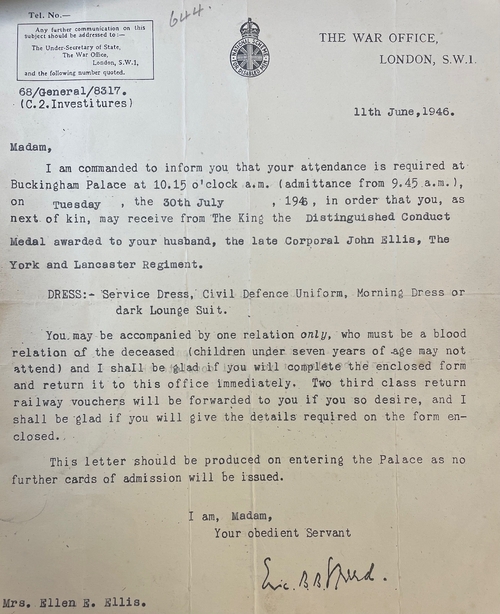 644.
Tel. No.—
Any further communication on this
subject should be addressed to :—
The Under-Secretary of State,
The War Office,
London, S.W.1,
and the following number quoted.
THE WAR OFFICE,
LONDON, S.W.1.
68/General/8317.
(C.2.Investitures)
11th June, 1946.
Madam,
I am commanded to inform you that your attendance is required at
Buckingham Palace at 10.15 o'clock a.m. (admittance from 9.45 a.m.),
on Tuesday , the 30th July , 1946, in order that you, as
next of kin, may receive from The King the Distinguished Conduct
Medal awarded to your husband, the late Corporal John Ellis, The
York and Lancaster Regiment.
DRESS:- Service Dress, Civil Defence Uniform, Morning Dress or
dark Lounge Suit.
You may be accompanied by one relation only, who must be a blood
relation of the deceased (children under seven years of age may not
attend) and I shall be glad if you will complete the enclosed form
and return it to this office immediately. Two third class return
railway vouchers will be forwarded to you if you so desire, and I
shall be glad if you will give the details required on the form en-
closed.
This letter should be produced on entering the Palace as no
further cards of admission will be issued.
I am, Madam,
Your obedient Servant
Eric. B. B.
Mrs. Ellen E. Ellis.